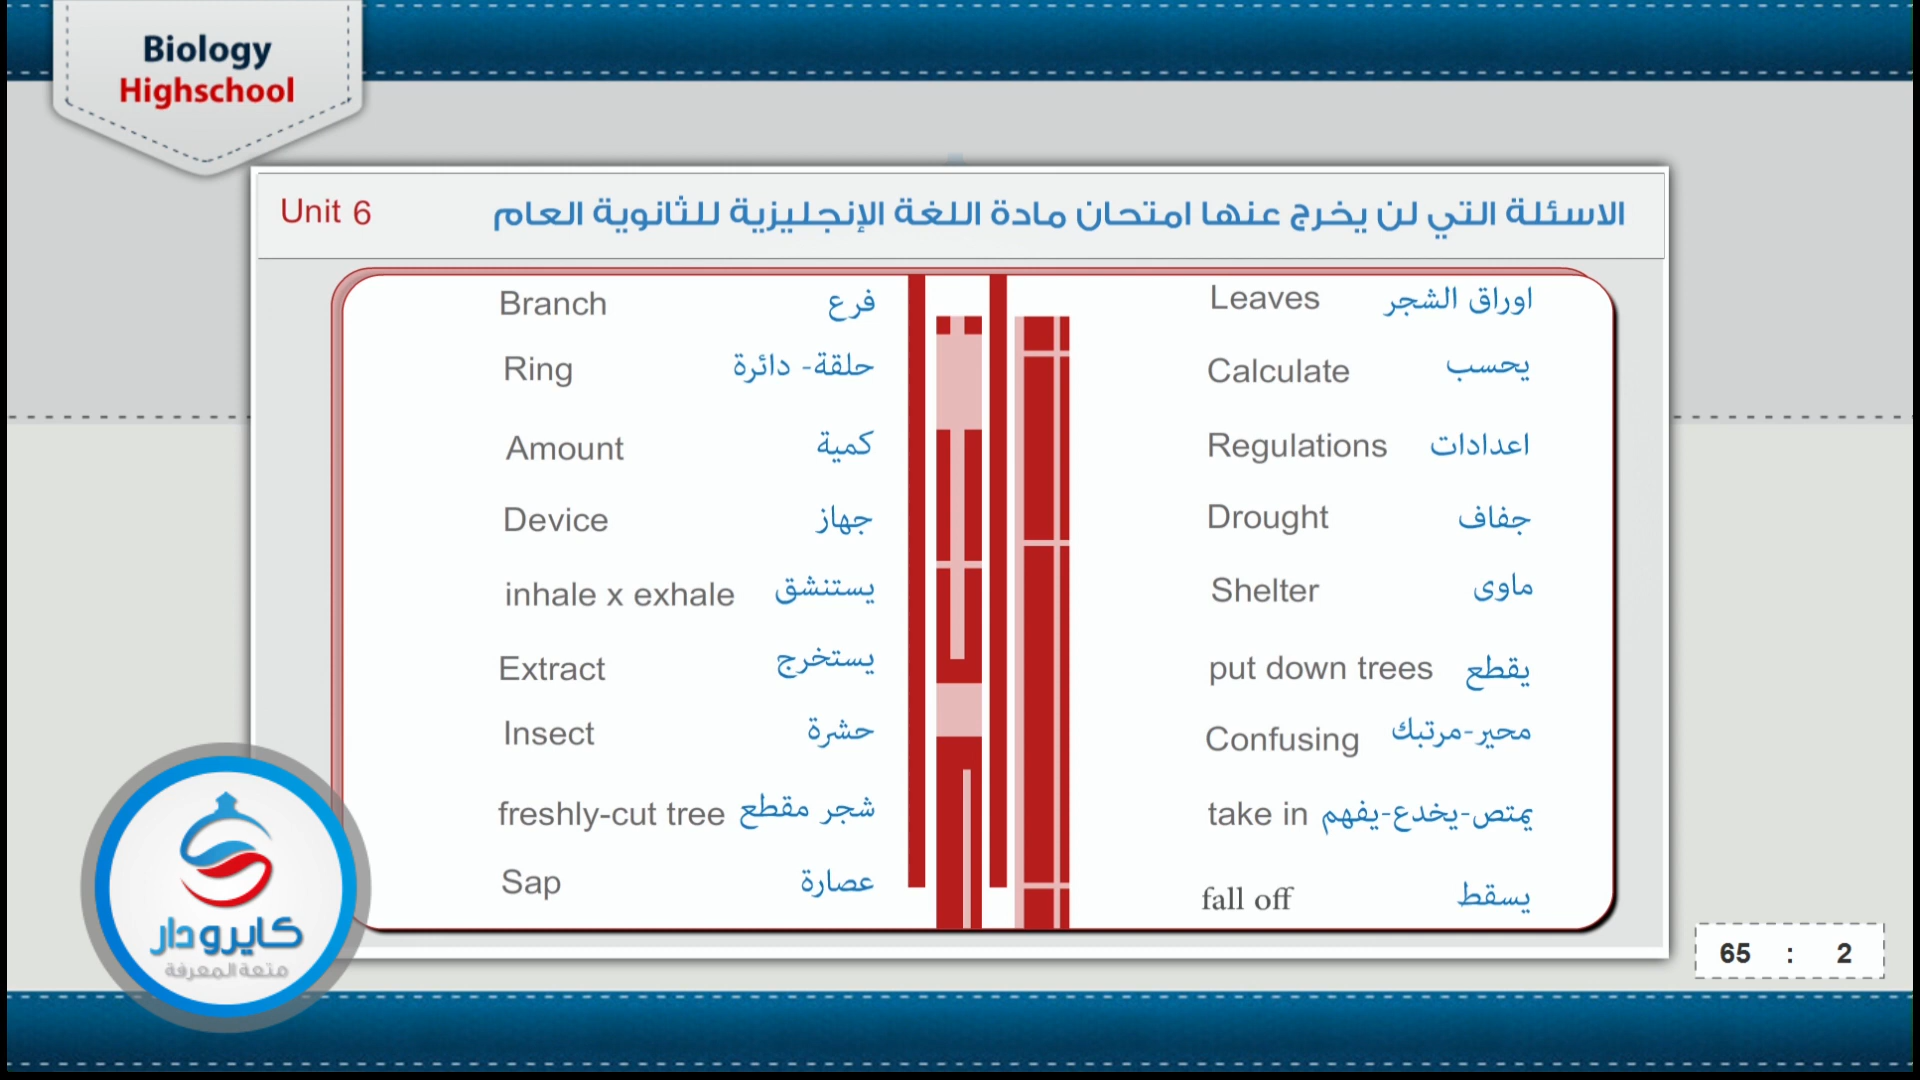 Biology
Highschool
Unit 6
الاسئلة التي لن يخرج عنها امتحان مادة اللغة الإنجليزية للثانوية العام
Branch فرع
Ring حلقة- دائرة
Amount كمية
Device جهاز
inhale x exhale يستنشق
Extract يستخرج
Insect حشرة
freshly-cut tree شجر مقطع
Sap عصارة
Leaves اوراق الشجر
Calculate يحسب
Regulations اعدادات
Drought جفاف
Shelter ماوى
put down trees يقطع
Confusing محير-مرتبك
take in يمتص-يخدع-يفهم
fall off يسقط
كايرودار
متعة المعرفة
65 : 2